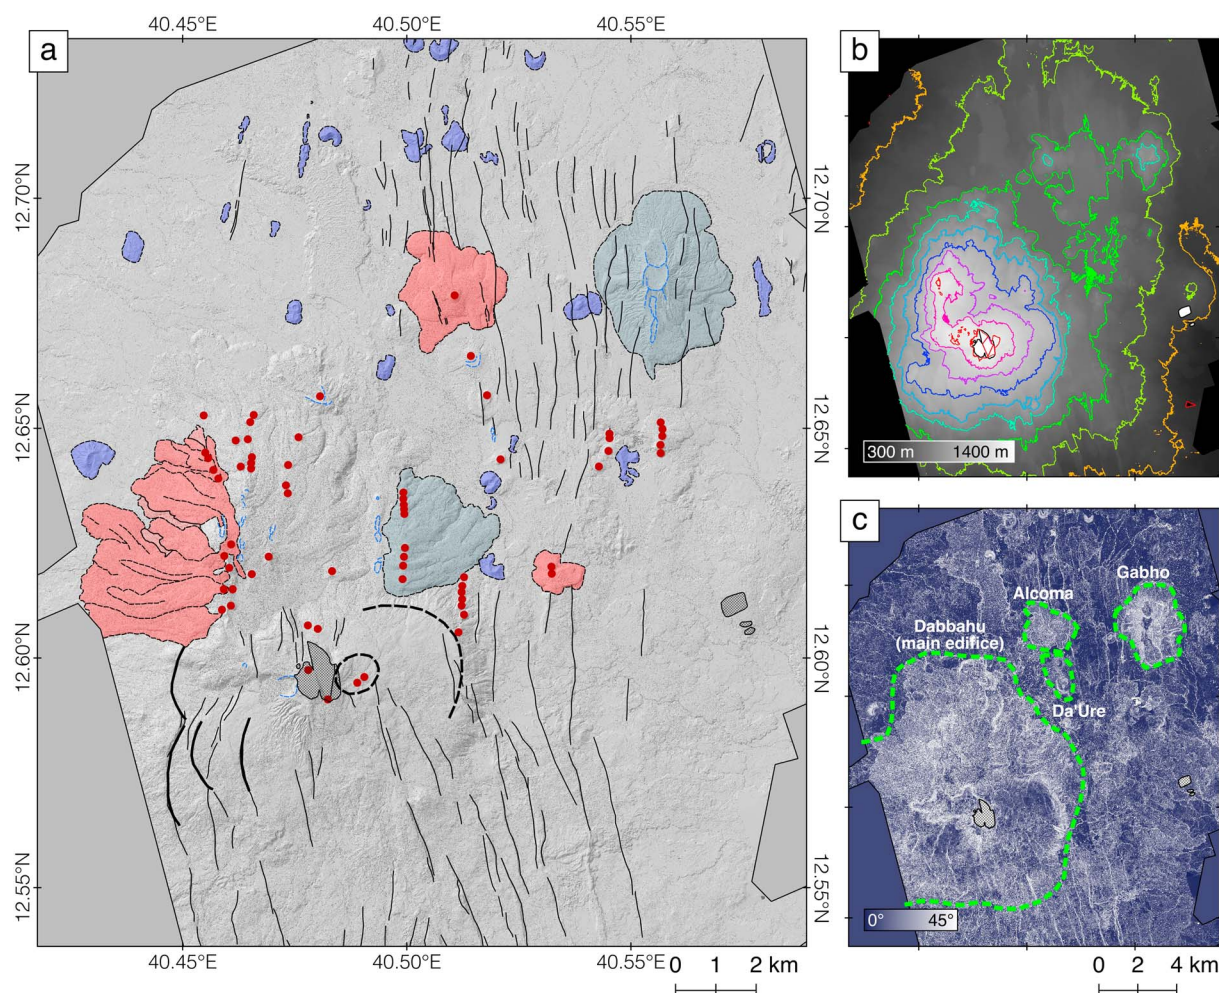 a
40.45°E 40.50°E 40.55°E
12.70°N
12.65°N
12.60°N
12.55°N
12.70°N
12.65°N
12.60°N
12.55°N
40.45°E 40.50°E 40.55°E
0 1 2 km
b
300 m 1400 m
c
Gabho
Alcoma
Dabbahu
(main edifice)
Da'Ure
0° 45°
0 2 4 km